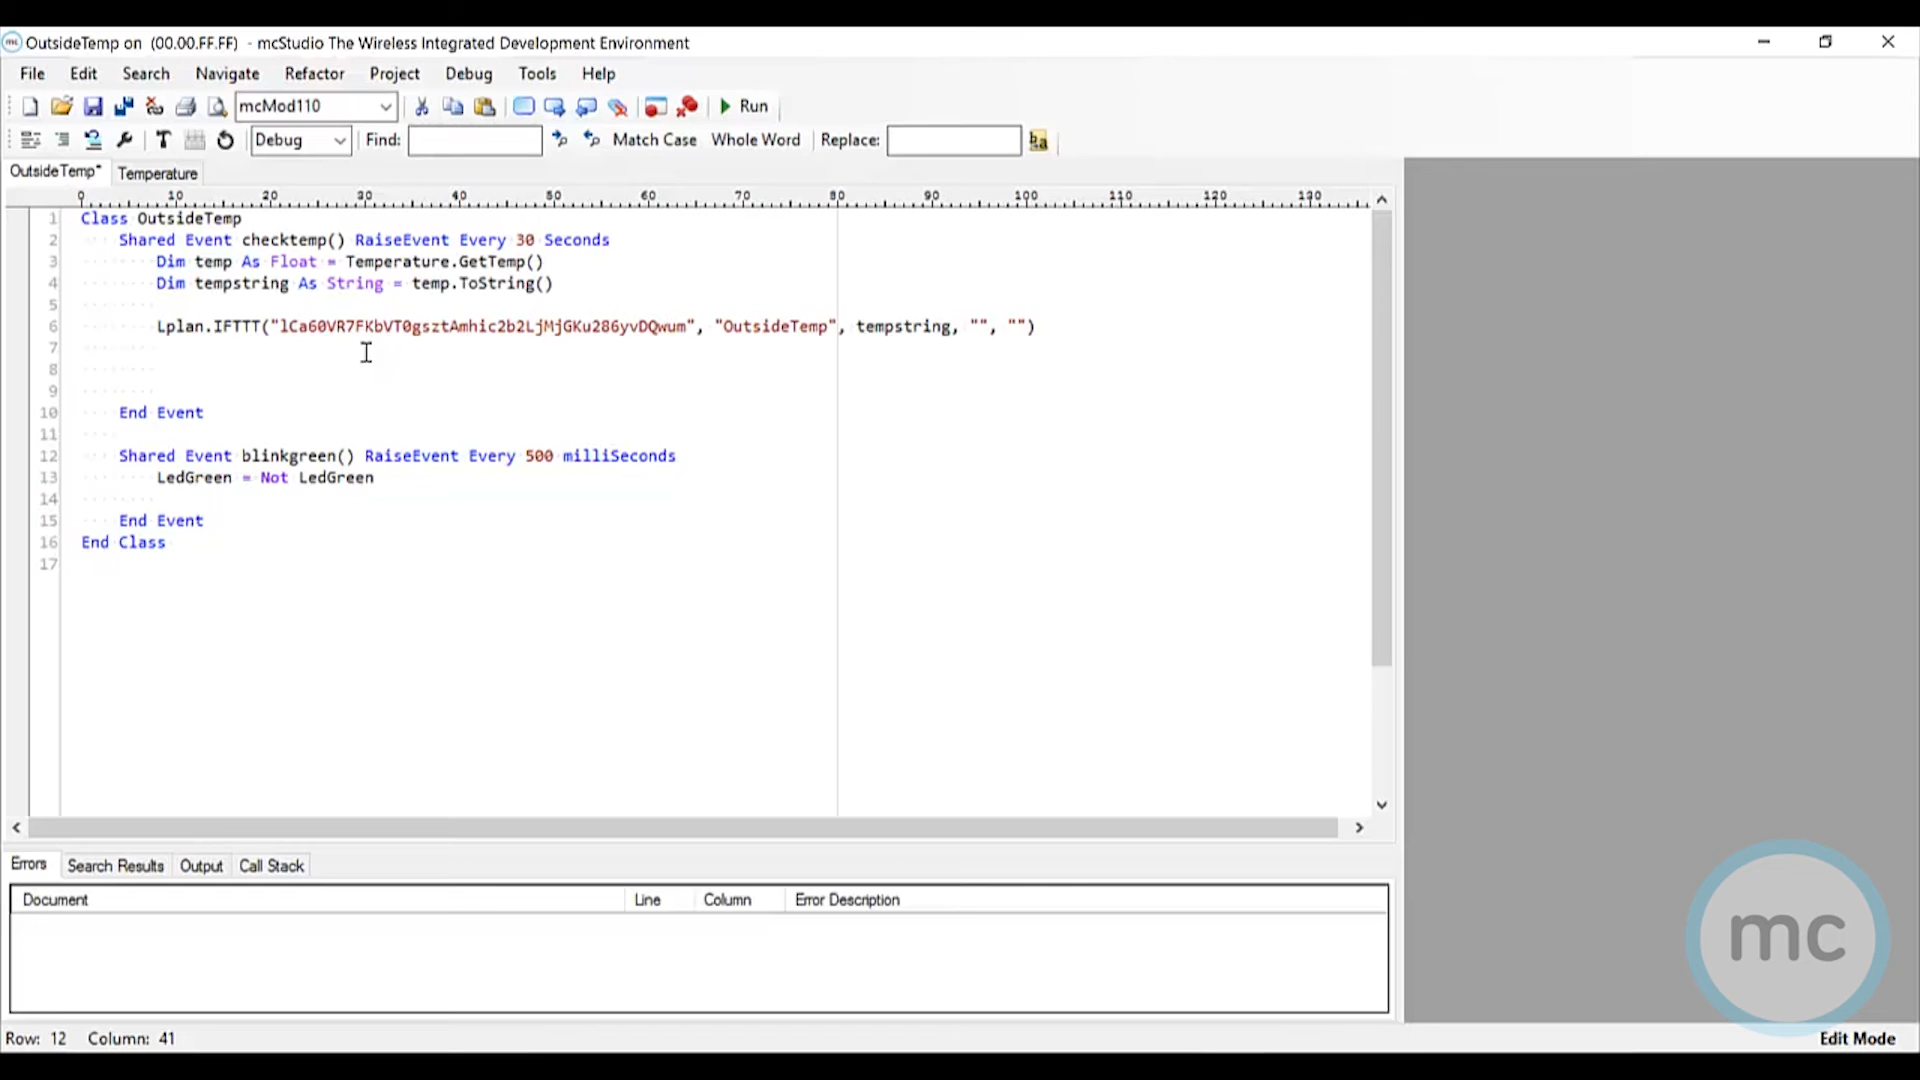 mc OutsideTemp on (00.00.FF.FF) - mcStudio The Wireless Integrated Development Environment
File Edit Search Navigate Refactor Project Debug Tools Help
mcMod110 Run
Debug Find: Match Case Whole Word Replace:
OutsideTemp* Temperature
0 10 20 30 40 50 60 70 80 90 100 110 120 130
1 Class OutsideTemp
2 Shared Event checktemp() RaiseEvent Every 30 Seconds
3 Dim temp As Float = Temperature.GetTemp()
4 Dim tempstring As String = temp.ToString()
5
6 Lplan.IFTTT("lCa60VR7FKbVT0gsztAmhic2b2LjMjGKu286yvDQwum", "OutsideTemp", tempstring, "", "")
7
8
9
10 End Event
11
12 Shared Event blinkgreen() RaiseEvent Every 500 milliSeconds
13 LedGreen = Not LedGreen
14
15 End Event
16 End Class
17
Errors Search Results Output Call Stack
Document Line Column Error Description
mc
Row: 12 Column: 41 Edit Mode